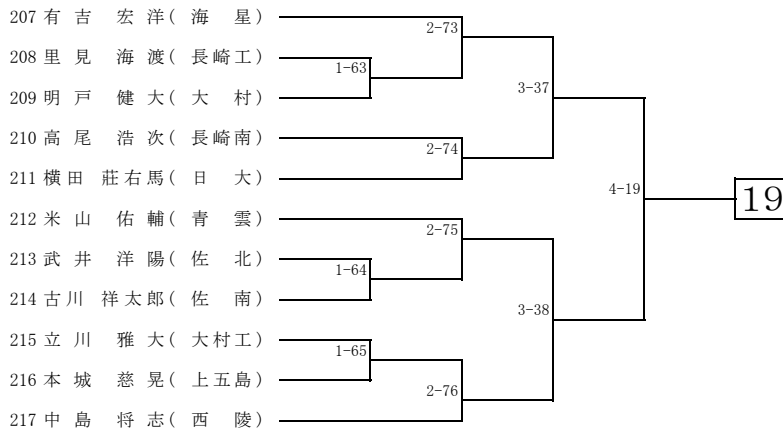 207 有 吉 宏 洋( 海 星)
2-73
208 里 見 海 渡( 長崎工)
1-63
3-37
209 明 戸 健 大( 大 村)
210 高 尾 浩 次( 長崎南)
2-74
211 横田 莊右馬( 日 大)
4-19
19
212 米 山 佑 輔( 青 雲)
2-75
213 武 井 洋 陽( 佐 北)
1-64
214 古川 祥太郎( 佐 南)
3-38
215 立 川 雅 大( 大村工)
1-65
216 本 城 慈 晃( 上五島)
2-76
217 中 島 将 志( 西 陵)